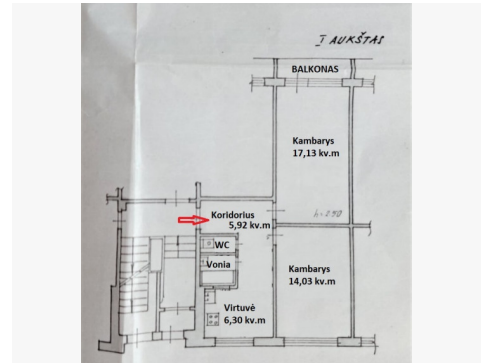 I AUKŠTAS
BALKONAS
Kambarys
17,13 kv.m
Koridorius
5,92 kv.m
h=2.50
WC
Vonia
Kambarys
14,03 kv.m
Virtuvė
6,30 kv.m